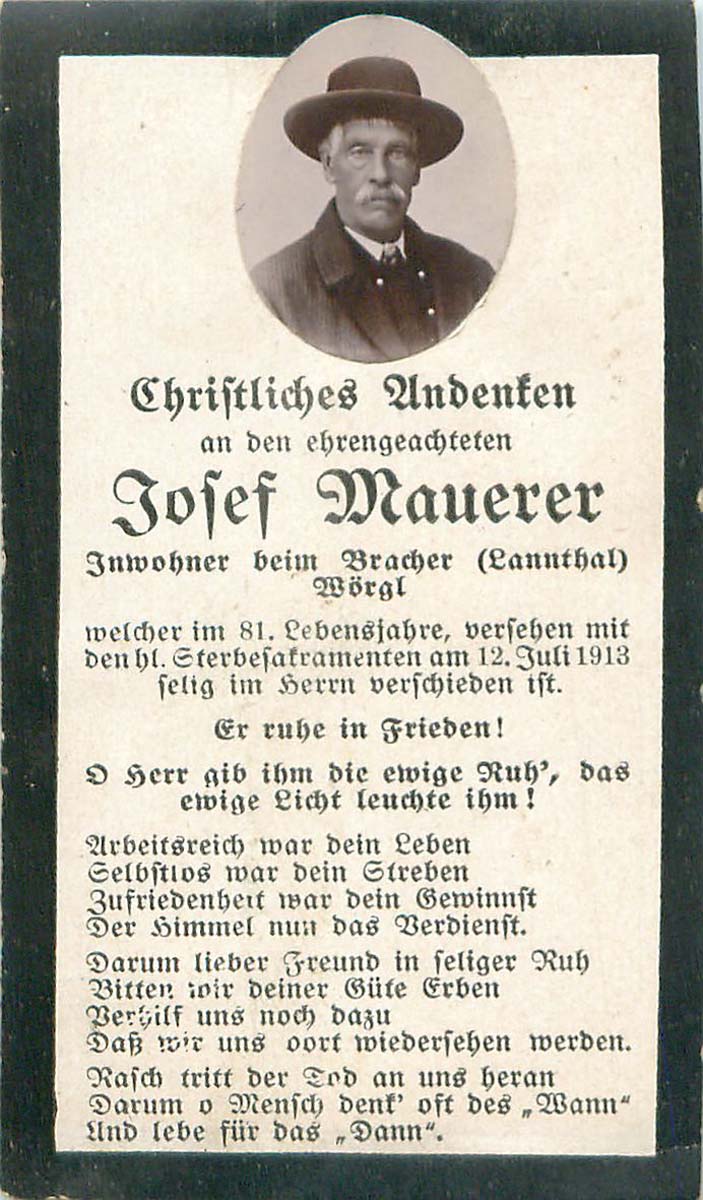 Christliches Andenken
an den ehrengeachteten
Josef Mauerer
Inwohner beim Bracher (Lannthal)
Wörgl
welcher im 81. Lebensjahre, versehen mit
den hl. Sterbesakramenten am 12. Juli 1913
selig im Herrn verschieden ist.
Er ruhe in Frieden!
O Herr gib ihm die ewige Ruh', das
ewige Licht leuchte ihm!
Arbeitsreich war dein Leben
Selbstlos war dein Streben
Zufriedenheit war dein Gewinnst
Der Himmel nun das Verdienst.
Darum lieber Freund in seliger Ruh
Bitten wir deiner Güte Erben
Verhilf uns noch dazu
Daß wir uns dort wiedersehen werden.
Rasch tritt der Tod an uns heran
Darum o Mensch denk' oft des „Wann“
Und lebe für das „Dann“.